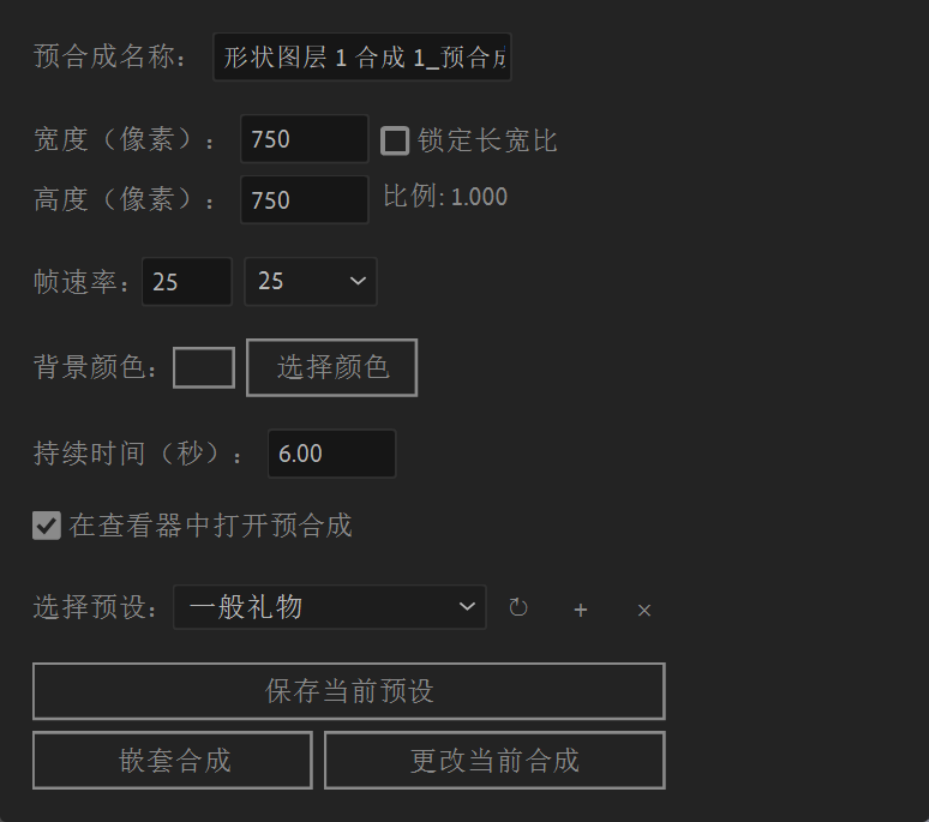 预合成名称： 形状图层 1 合成 1_预合成
宽度（像素）： 750 锁定长宽比
高度（像素）： 750 比例: 1.000
帧速率： 25 25
背景颜色： 选择颜色
持续时间（秒）： 6.00
在查看器中打开预合成
选择预设： 一般礼物 ↻ + ×
保存当前预设
嵌套合成 更改当前合成